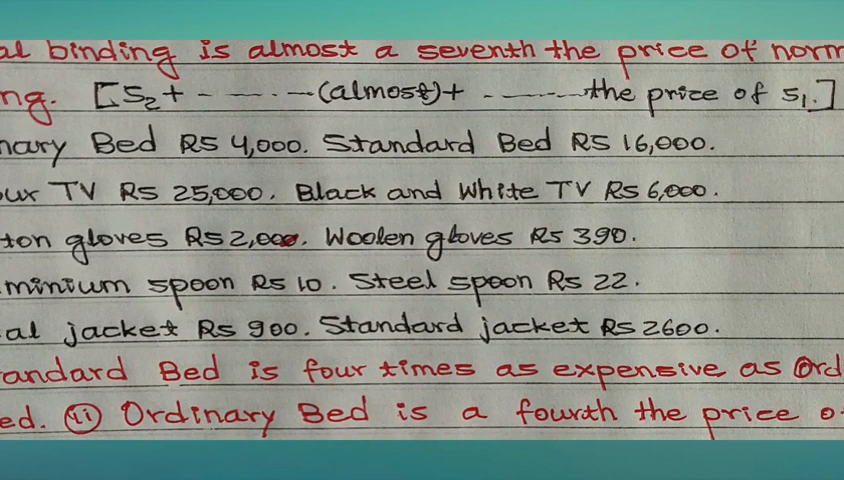 al binding is almost a seventh the price of norm
ng. [S2+ - - - - - (almost)+ - - - - - the price of S1.]
nary Bed RS 4,000. Standard Bed RS 16,000.
our TV RS 25,000. Black and White TV RS 6,000.
ton gloves RS 2,000. Woolen gloves RS 390.
minium spoon RS 10. Steel spoon RS 22.
al jacket RS 900. Standard jacket RS 2600.
andard Bed is four times as expensive as Ord
ed. (ii) Ordinary Bed is a fourth the price of